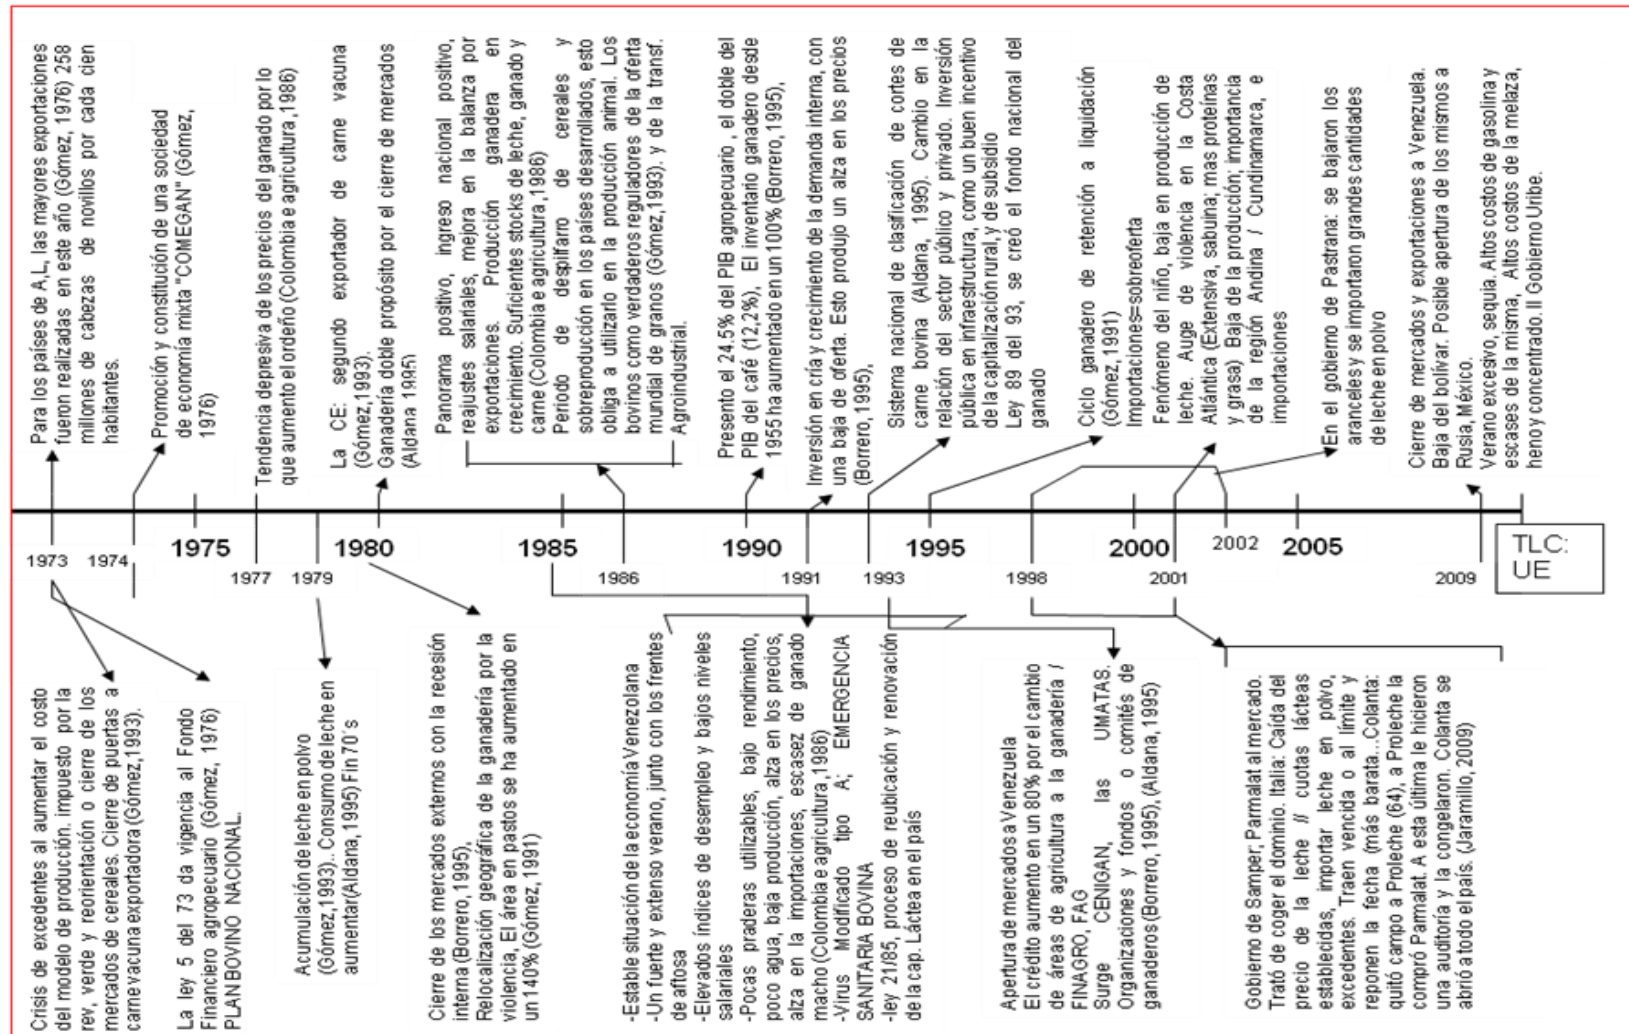 Para los países de A,L, las mayores exportaciones
fueron realizadas en este año (Gómez, 1976) 258
millones de cabezas de novillos por cada cien
habitantes.
Promoción y constitución de una sociedad
de economía mixta "COMEGAN" (Gómez,
1976)
Tendencia depresiva de los precios del ganado por lo
que aumento el ordeño (Colombia e agricultura,1986)
La CE: segundo exportador de carne vacuna
(Gómez,1993).
Ganadería doble propósito por el cierre de mercados
(Aldana 1985)
Panorama positivo, ingreso nacional positivo,
reajustes salariales, mejora en la balanza por
exportaciones. Producción ganadera en
crecimiento. Suficientes stocks de leche, ganado y
carne (Colombia e agricultura,1986)
Periodo de despilfarro de cereales y
sobreproducción en los países desarrollados, esto
obliga a utilizarlo en la producción animal. Los
bovinos como verdaderos reguladores de la oferta
mundial de granos (Gómez,1993). y de la transf.
Agroindustrial.
Presento el 24.5% del PIB agropecuario , el doble del
PIB del café (12,2%), El inventario ganadero desde
1955 ha aumentado en un 100% (Borrero,1995),
Inversión en cría y crecimiento de la demanda interna, con
una baja de oferta. Esto produjo un alza en los precios
(Borrero,1995),
Sistema nacional de clasificación de cortes de
carne bovina (Aldana, 1995). Cambio en la
relación del sector público y privado. Inversión
pública en infraestructura, como un buen incentivo
de la capitalización rural,y de subsidio
Ley 89 del 93, se creó el fondo nacional del
ganado
Ciclo ganadero de retención a liquidación
(Gómez,1991)
Importaciones=sobreoferta
Fenómeno del niño, baja en producción de
leche. Auge de violencia en la Costa
Atlántica (Extensiva, sabuina; mas proteínas
y grasa) Baja de la producción; importancia
de la región Andina / Cundinamarca, e
importaciones
En el gobierno de Pastrana: se bajaron los
aranceles y se importaron grandes cantidades
de leche en polvo
Cierre de mercados y exportaciones a Venezuela.
Baja del bolívar. Posible apertura de los mismos a
Rusia, México.
Verano excesivo, sequia. Altos costos de gasolina y
escases de la misma, Altos costos de la melaza,
heno y concentrado. II Gobierno Uribe.
1973
1974
1975
1977
1979
1980
1985
1986
1990
1991
1993
1995
1998
2000
2001
2002
2005
2009
TLC:
UE
Crisis de excedentes al aumentar el costo
del modelo de producción. impuesto por la
rev, verde y reorientación o cierre de los
mercados de cereales. Cierre de puertas a
carne vacuna exportadora (Gómez,1993).
La ley 5 del 73 da vigencia al Fondo
Financiero agropecuario (Gómez, 1976)
PLAN BOVINO NACIONAL.
Acumulación de leche en polvo
(Gómez,1993).. Consumo de leche en
aumentar(Aldana,1995) Fin 70´s
Cierre de los mercados externos con la recesión
interna (Borrero, 1995),
Relocalización geográfica de la ganadería por la
violencia, El área en pastos se ha aumentado en
un 140% (Gómez,1991)
-Estable situación de la economía Venezolana
-Un fuerte y extenso verano, junto con los frentes
de aftosa
-Elevados índices de desempleo y bajos niveles
salariales
-Pocas praderas utilizables, bajo rendimiento,
poco agua, baja producción, alza en los precios,
alza en la importaciones, escasez de ganado
macho (Colombia e agricultura,1986)
-Virus Modificado tipo A; EMERGENCIA
SANITARIA BOVINA
-ley 21/85, proceso de reubicación y renovación
de la cap. Láctea en el país
Apertura de mercados a Venezuela
El crédito aumento en un 80% por el cambio
de áreas de agricultura a la ganadería /
FINAGRO, FAG
Surge CENIGAN, las UMATAS.
Organizaciones y fondos o comités de
ganaderos (Borrero,1995), (Aldana,1995)
Gobierno de Samper; Parmalat al mercado.
Trató de coger el dominio. Italia: Caída del
precio de la leche // cuotas lácteas
establecidas, importar leche en polvo,
excedentes. Traen vencida o al límite y
reponen la fecha (más barata...Colanta:
quitó campo a Proleche (64), a Proleche la
compró Parmalat. A esta última le hicieron
una auditoría y la congelaron. Colanta se
abrió a todo el país. (Jaramillo, 2009)